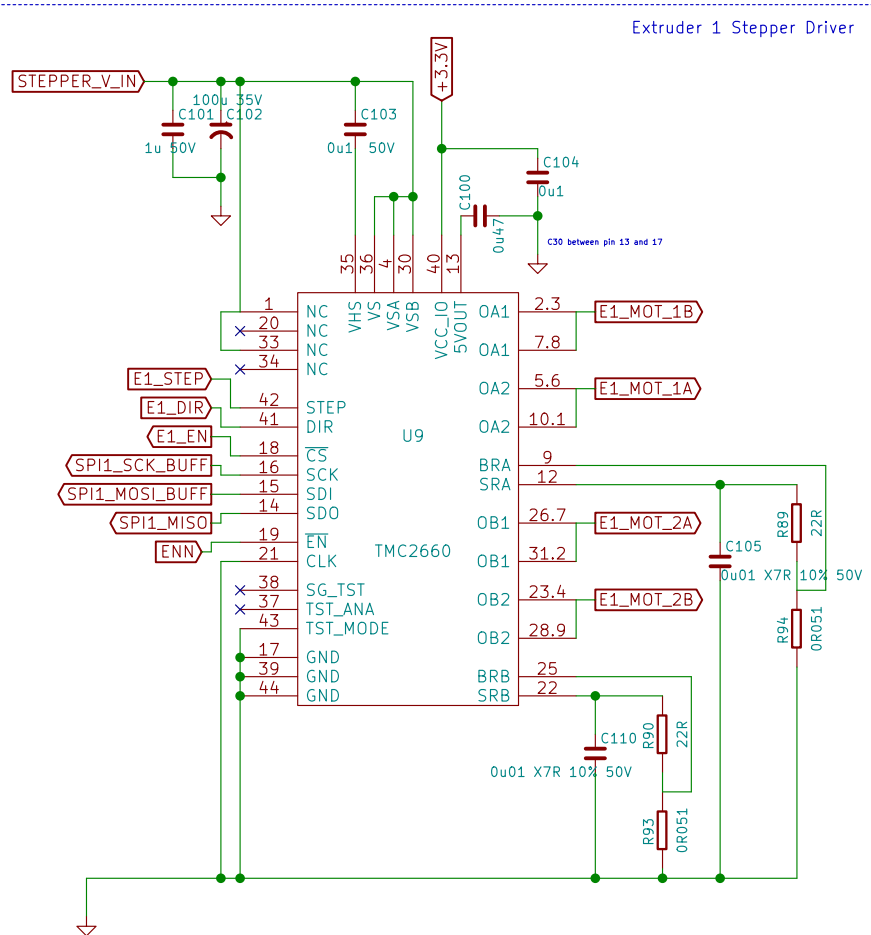 Extruder 1 Stepper Driver
STEPPER_V_IN
+3.3V
100u 35V
C101
C102
1u 50V
C103
0u1 50V
C104
0u1
C100
0u47
C30 between pin 13 and 17
35
36
4
30
40
13
VHS
VS
VSA
VSB
VCC_IO
5VOUT
1 NC
20 NC
33 NC
34 NC
E1_STEP 42 STEP
E1_DIR 41 DIR
E1_EN 18 CS
SPI1_SCK_BUFF 16 SCK
SPI1_MOSI_BUFF 15 SDI
SPI1_MISO 14 SDO
ENN 19 EN
21 CLK
38 SG_TST
37 TST_ANA
43 TST_MODE
17 GND
39 GND
44 GND
U9
TMC2660
OA1 2.3 E1_MOT_1B
OA1 7.8
OA2 5.6 E1_MOT_1A
OA2 10.1
BRA 9
SRA 12
OB1 26.7 E1_MOT_2A
OB1 31.2
OB2 23.4 E1_MOT_2B
OB2 28.9
BRB 25
SRB 22
R89
22R
C105
0u01 X7R 10% 50V
R94
0R051
C110
0u01 X7R 10% 50V
R90
22R
R93
0R051